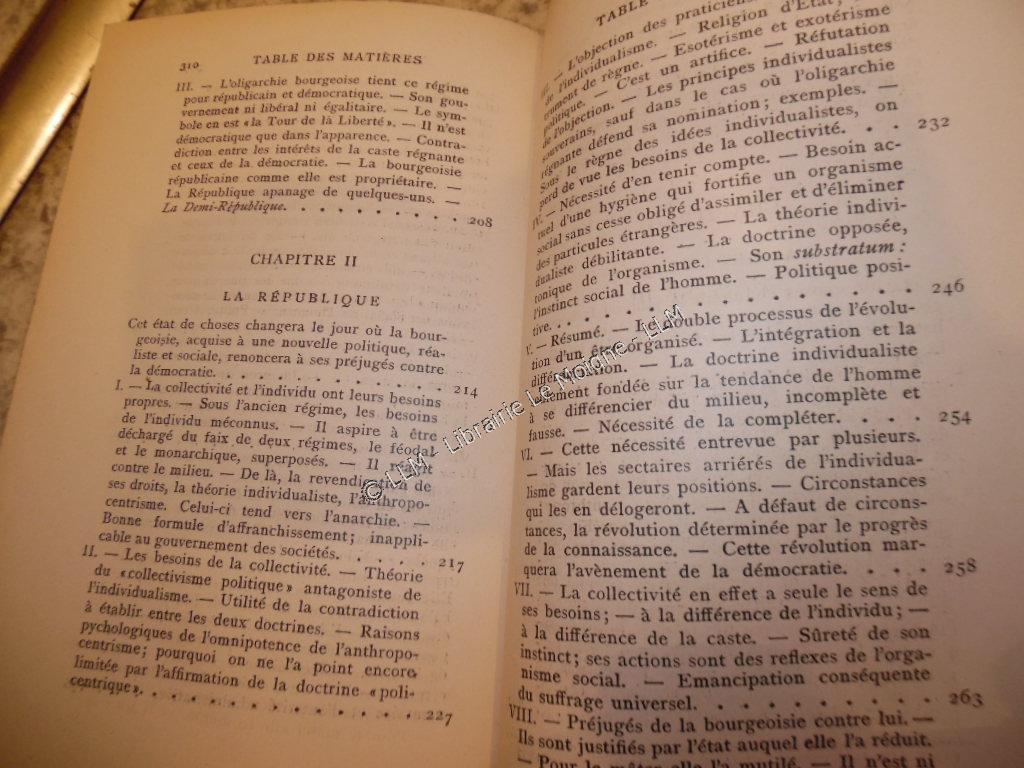 310 TABLE DES MATIÈRES
III. — L'oligarchie bourgeoise tient ce régime
pour républicain et démocratique. — Son gou-
vernement ni libéral ni égalitaire. — Le sym-
bole en est « la Tour de la Liberté ». — Il n'est
démocratique que dans l'apparence. — Contra-
diction entre les intérêts de la caste régnante
et ceux de la démocratie. — La bourgeoisie
républicaine comme elle est propriétaire. —
La République apanage de quelques-uns. —
La Demi-République. . . . . . . . . . 208
CHAPITRE II
LA RÉPUBLIQUE
Cet état de choses changera le jour où la bour-
geoisie, acquise à une nouvelle politique, réa-
liste et sociale, renoncera à ses préjugés contre
la démocratie. . . . . . . . . . . . 214
I. — La collectivité et l'individu ont leurs besoins
propres. — Sous l'ancien régime, les besoins
de l'individu méconnus. — Il aspire à être
déchargé du faix de deux régimes, le féodal
et le monarchique, superposés. — Il réagit
contre le milieu. — De là, la revendication de
ses droits, la théorie individualiste, l'anthropo-
centrisme. Celui-ci tend vers l'anarchie. —
Bonne formule d'affranchissement; inappli-
cable au gouvernement des sociétés. . . . . 217
II. — Les besoins de la collectivité. — Théorie
du « collectivisme politique » antagoniste de
l'individualisme. — Utilité de la contradiction
à établir entre les deux doctrines. — Raisons
pychologiques de l'omnipotence de l'anthropo-
centrisme; pourquoi on ne l'a point encore
limitée par l'affirmation de la doctrine « poli-
centrique ». . . . . . . . . . . . . 227
TABLE
III. — L'objection des praticiens
de l'individualisme. — Religion d'État;
trument de règne. — Esotérisme et exotérisme
politique. — C'est un artifice. — Réfutation
de l'objection. — Les principes individualistes
souverains, sauf dans le cas où l'oligarchie
régnante défend sa nomination; exemples. —
Sous le règne des idées individualistes, on
perd de vue les besoins de la collectivité. . . 232
IV. — Nécessité d'en tenir compte. — Besoin ac-
tuel d'une hygiène qui fortifie un organisme
social sans cesse obligé d'assimiler et d'éliminer
des particules étrangères. — La théorie indivi-
dualiste débilitante. — La doctrine opposée,
tonique de l'organisme. — Son substratum :
l'instinct social de l'homme. — Politique posi-
tive. . . . . . . . . . . . . . . 246
V. — Résumé. — Le double processus de l'évolu-
tion d'un être organisé. — L'intégration et la
différenciation. — La doctrine individualiste
seulement fondée sur la tendance de l'homme
à se différencier du milieu, incomplète et
fausse. — Nécessité de la compléter. . . . 254
VI. — Cette nécessité entrevue par plusieurs.
— Mais les sectaires arriérés de l'individua-
lisme gardent leurs positions. — Circonstances
qui les en délogeront. — A défaut de circons-
tances, la révolution déterminée par le progrès
de la connaissance. — Cette révolution mar-
quera l'avènement de la démocratie. . . . 258
VII. — La collectivité en effet a seule le sens de
ses besoins; — à la différence de l'individu; —
à la différence de la caste. — Sûreté de son
instinct; ses actions sont des reflexes de l'orga-
nisme social. — Emancipation conséquente
du suffrage universel. . . . . . . . . . 263
VIII. — Préjugés de la bourgeoisie contre lui. —
Ils sont justifiés par l'état auquel elle l'a réduit.
— Pour le mâter elle l'a mutilé. — Il n'est ni
© LLM - Librairie Le Moione - LLM